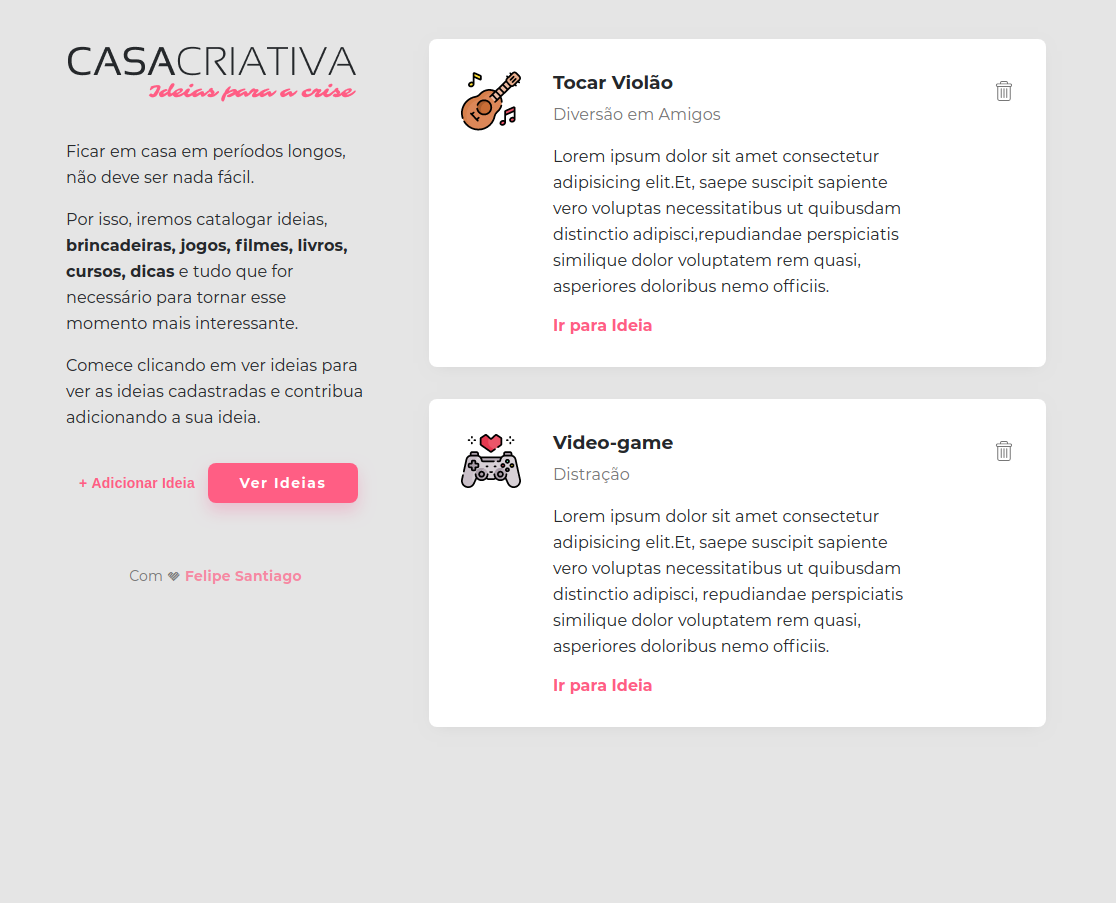 CASACRIATIVA
Ideias para a crise
Ficar em casa em períodos longos,
não deve ser nada fácil.
Por isso, iremos catalogar ideias,
brincadeiras, jogos, filmes, livros,
cursos, dicas e tudo que for
necessário para tornar esse
momento mais interessante.
Comece clicando em ver ideias para
ver as ideias cadastradas e contribua
adicionando a sua ideia.
+ Adicionar Ideia
Ver Ideias
Com Felipe Santiago
Tocar Violão
Diversão em Amigos
Lorem ipsum dolor sit amet consectetur
adipisicing elit.Et, saepe suscipit sapiente
vero voluptas necessitatibus ut quibusdam
distinctio adipisci,repudiandae perspiciatis
similique dolor voluptatem rem quasi,
asperiores doloribus nemo officiis.
Ir para Ideia
Video-game
Distração
Lorem ipsum dolor sit amet consectetur
adipisicing elit.Et, saepe suscipit sapiente
vero voluptas necessitatibus ut quibusdam
distinctio adipisci, repudiandae perspiciatis
similique dolor voluptatem rem quasi,
asperiores doloribus nemo officiis.
Ir para Ideia